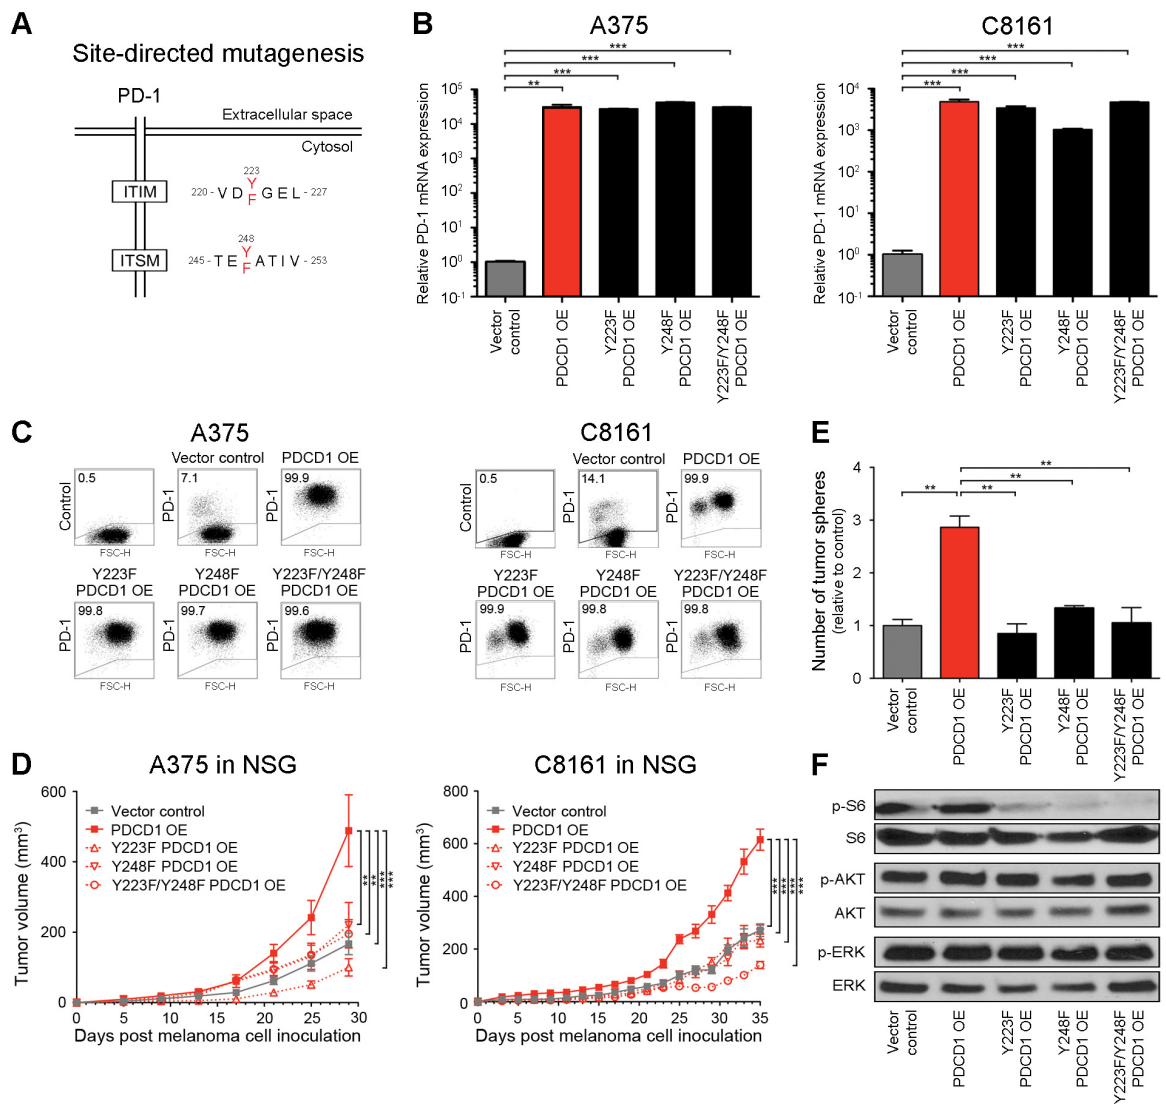 A
Site-directed mutagenesis
PD-1
Extracellular space
Cytosol
ITIM
223
220 - V D Y G E L - 227
F
ITSM
248
245 - T E Y A T I V - 253
F
B
A375
***
***
***
**
Relative PD-1 mRNA expression
10^5
10^4
10^3
10^2
10^1
10^0
10^-1
Vector control
PDCD1 OE
Y223F PDCD1 OE
Y248F PDCD1 OE
Y223F/Y248F PDCD1 OE
C8161
***
***
***
***
Relative PD-1 mRNA expression
10^4
10^3
10^2
10^1
10^0
10^-1
Vector control
PDCD1 OE
Y223F PDCD1 OE
Y248F PDCD1 OE
Y223F/Y248F PDCD1 OE
C
A375
Control
0.5
FSC-H
Vector control
PD-1
7.1
FSC-H
PDCD1 OE
PD-1
99.9
FSC-H
Y223F
PDCD1 OE
PD-1
99.8
FSC-H
Y248F
PDCD1 OE
PD-1
99.7
FSC-H
Y223F/Y248F
PDCD1 OE
PD-1
99.6
FSC-H
C8161
Control
0.5
FSC-H
Vector control
PD-1
14.1
FSC-H
PDCD1 OE
PD-1
99.9
FSC-H
Y223F
PDCD1 OE
PD-1
99.9
FSC-H
Y248F
PDCD1 OE
PD-1
99.8
FSC-H
Y223F/Y248F
PDCD1 OE
PD-1
99.8
FSC-H
E
**
**
** **
Number of tumor spheres
(relative to control)
4
3
2
1
0
Vector control
PDCD1 OE
Y223F PDCD1 OE
Y248F PDCD1 OE
Y223F/Y248F PDCD1 OE
D
A375 in NSG
Tumor volume (mm³)
600
400
200
0
Vector control
PDCD1 OE
Y223F PDCD1 OE
Y248F PDCD1 OE
Y223F/Y248F PDCD1 OE
**
**
***
***
0 5 10 15 20 25 30
Days post melanoma cell inoculation
C8161 in NSG
Tumor volume (mm³)
800
600
400
200
0
Vector control
PDCD1 OE
Y223F PDCD1 OE
Y248F PDCD1 OE
Y223F/Y248F PDCD1 OE
***
***
***
***
0 5 10 15 20 25 30 35
Days post melanoma cell inoculation
F
p-S6
S6
p-AKT
AKT
p-ERK
ERK
Vector control
PDCD1 OE
Y223F PDCD1 OE
Y248F PDCD1 OE
Y223F/Y248F PDCD1 OE